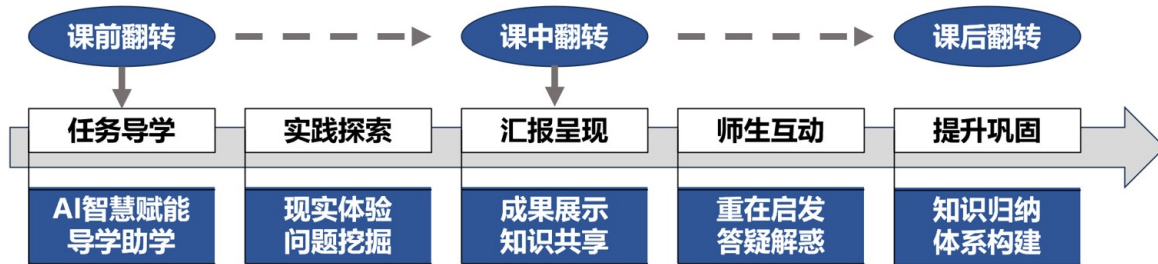 课前翻转
课中翻转
课后翻转
任务导学
实践探索
汇报呈现
师生互动
提升巩固
AI智慧赋能
导学助学
现实体验
问题挖掘
成果展示
知识共享
重在启发
答疑解惑
知识归纳
体系构建